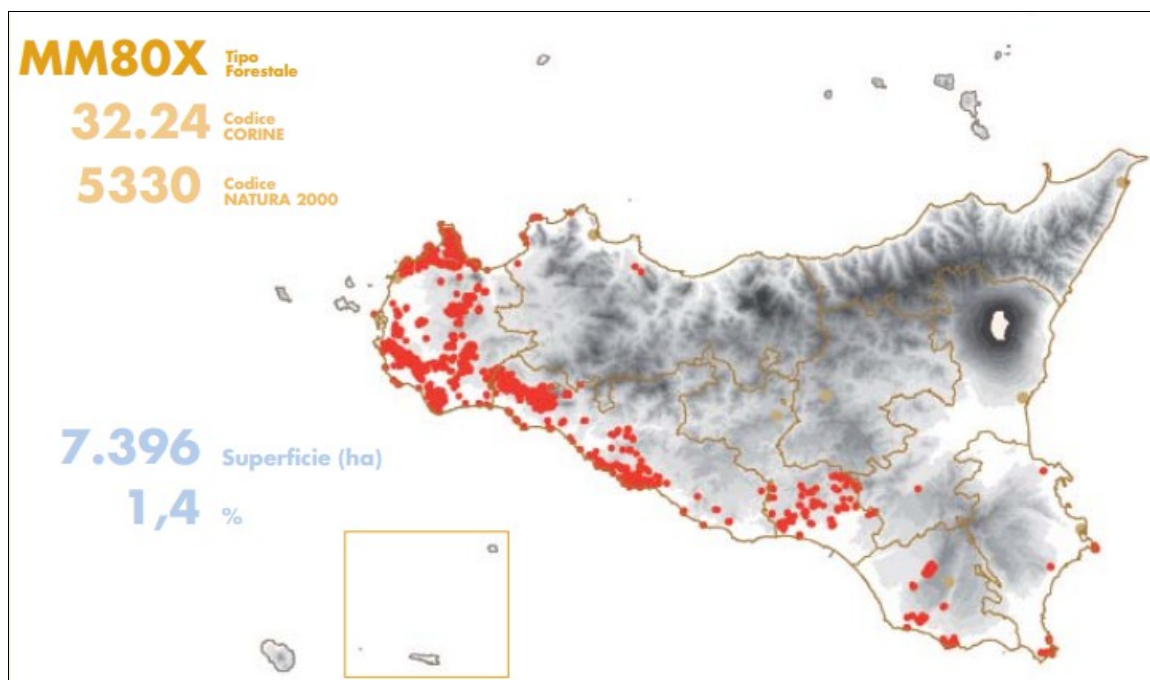 MM80X Tipo Forestale
32.24 Codice CORINE
5330 Codice NATURA 2000
7.396 Superficie (ha)
1,4 %